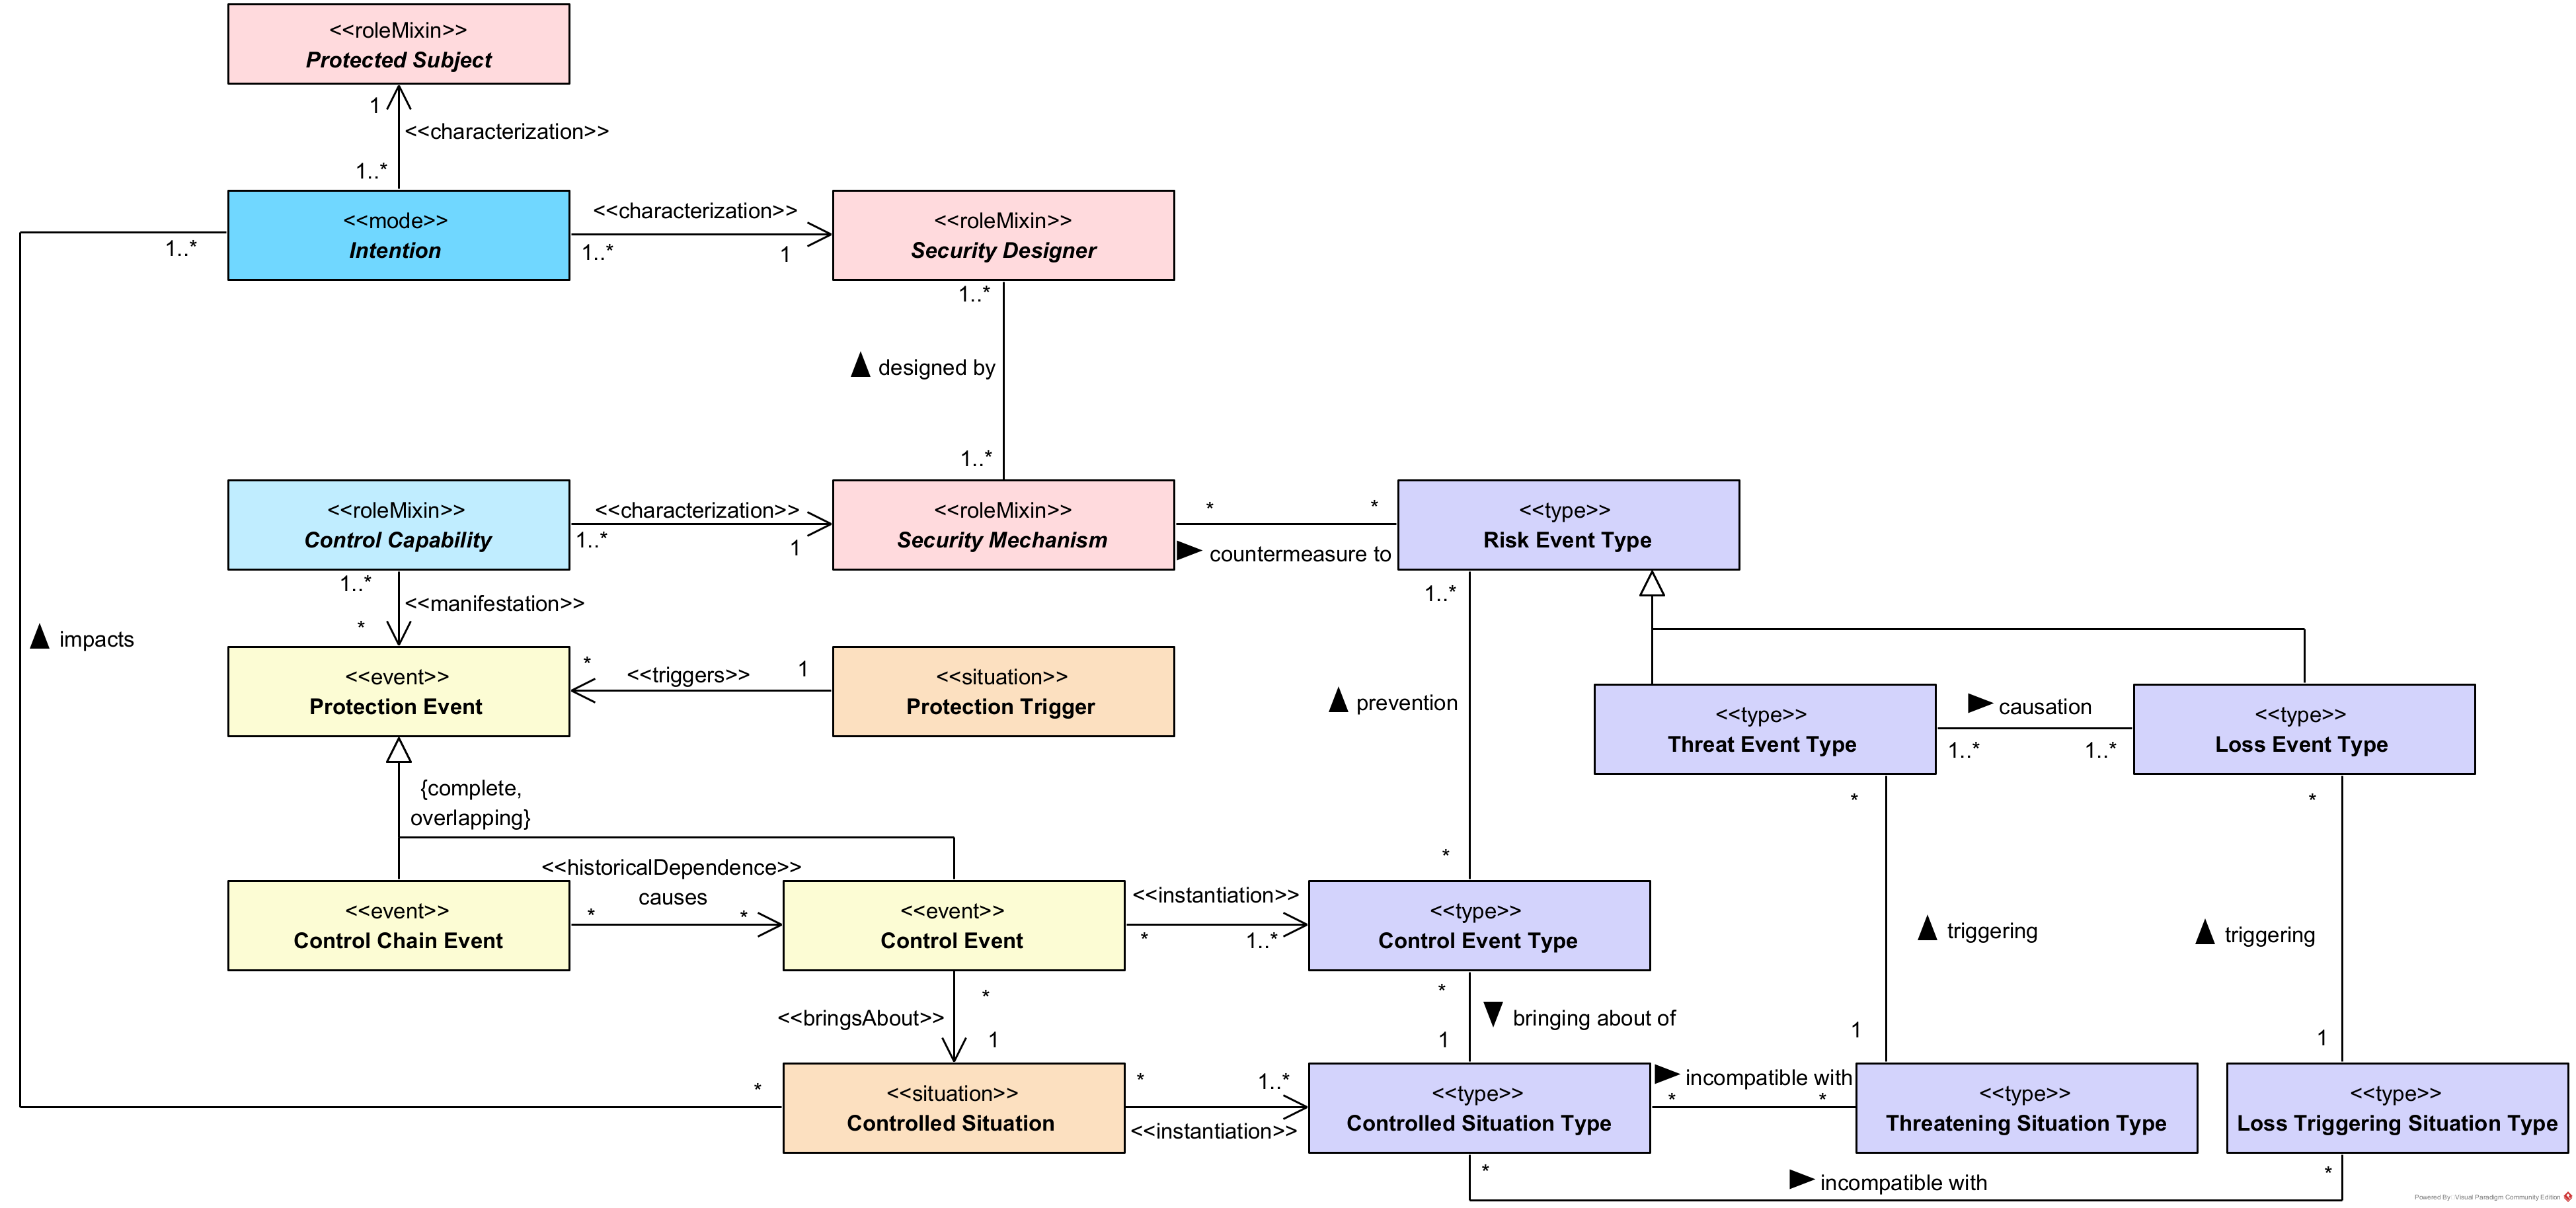 <<roleMixin>>
Protected Subject
1
<<characterization>>
1..*
<<mode>>
Intention
1..*
<<characterization>>
1..*
1
<<roleMixin>>
Security Designer
1..*
designed by
1..*
<<roleMixin>>
Control Capability
<<characterization>>
1..*
1
<<roleMixin>>
Security Mechanism
*
*
countermeasure to
<<type>>
Risk Event Type
1..*
<<manifestation>>
*
impacts
<<event>>
Protection Event
*
<<triggers>>
1
<<situation>>
Protection Trigger
1..*
prevention
*
<<type>>
Threat Event Type
causation
1..*
1..*
<<type>>
Loss Event Type
{complete,
overlapping}
<<event>>
Control Chain Event
<<historicalDependence>>
causes
*
*
<<event>>
Control Event
<<instantiation>>
*
1..*
<<type>>
Control Event Type
*
triggering
1
*
triggering
1
*
<<bringsAbout>>
1
*
bringing about of
1
*
<<situation>>
Controlled Situation
*
1..*
<<instantiation>>
<<type>>
Controlled Situation Type
incompatible with
*
*
<<type>>
Threatening Situation Type
<<type>>
Loss Triggering Situation Type
*
incompatible with
*
Powered By: Visual Paradigm Community Edition